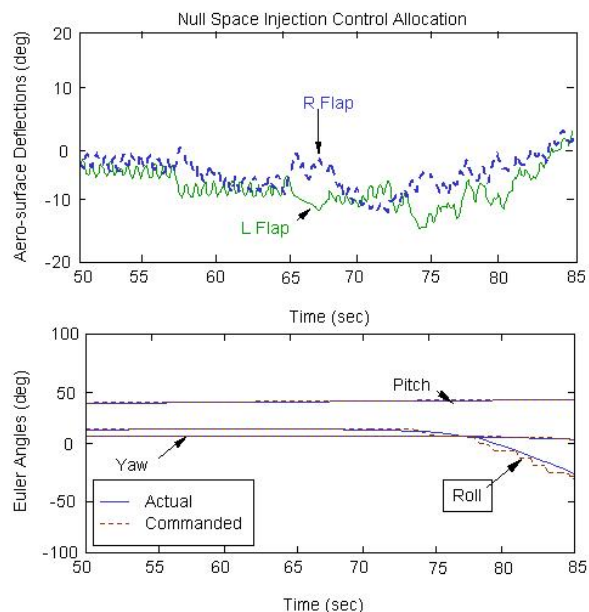 Null Space Injection Control Allocation
Aero-surface Deflections (deg)
20
10
0
-10
-20
R Flap
L Flap
50 55 60 65 70 75 80 85
Time (sec)
Euler Angles (deg)
100
50
0
-50
-100
Pitch
Yaw
Roll
Actual
Commanded
50 55 60 65 70 75 80 85
Time (sec)